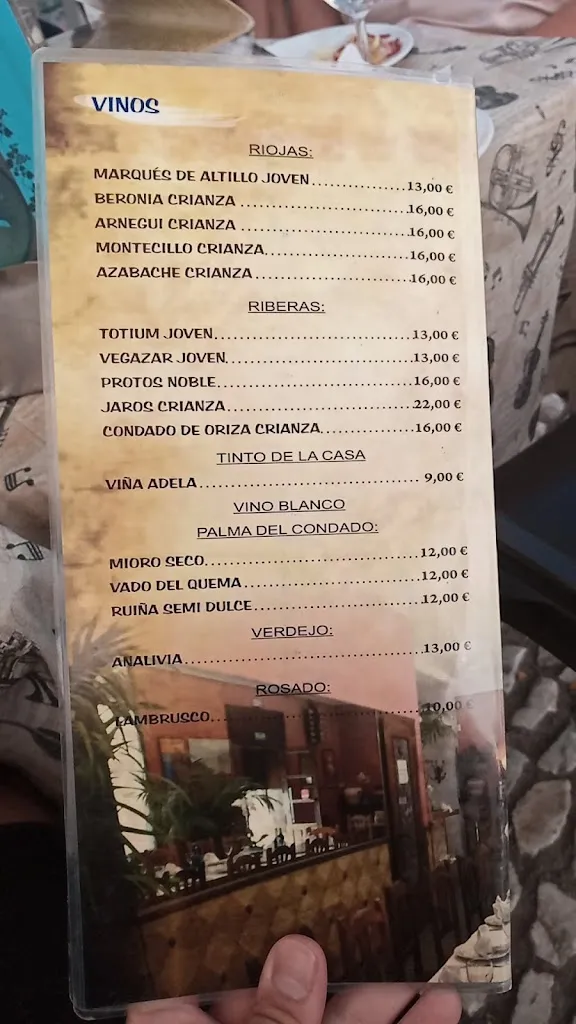 VINOS
RIOJAS:
MARQUÉS DE ALTILLO JOVEN....................13,00 €
BERONIA CRIANZA..............................16,00 €
ARNEGUI CRIANZA..............................16,00 €
MONTECILLO CRIANZA...........................16,00 €
AZABACHE CRIANZA.............................16,00 €
RIBERAS:
TOTIUM JOVEN.................................13,00 €
VEGAZAR JOVEN................................13,00 €
PROTOS NOBLE.................................16,00 €
JAROS CRIANZA................................22,00 €
CONDADO DE ORIZA CRIANZA.....................16,00 €
TINTO DE LA CASA
VIÑA ADELA................................... 9,00 €
VINO BLANCO
PALMA DEL CONDADO:
MIORO SECO...................................12,00 €
VADO DEL QUEMA...............................12,00 €
RUIÑA SEMI DULCE.............................12,00 €
VERDEJO:
ANALIVIA.....................................13,00 €
ROSADO:
LAMBRUSCO....................................10,00 €